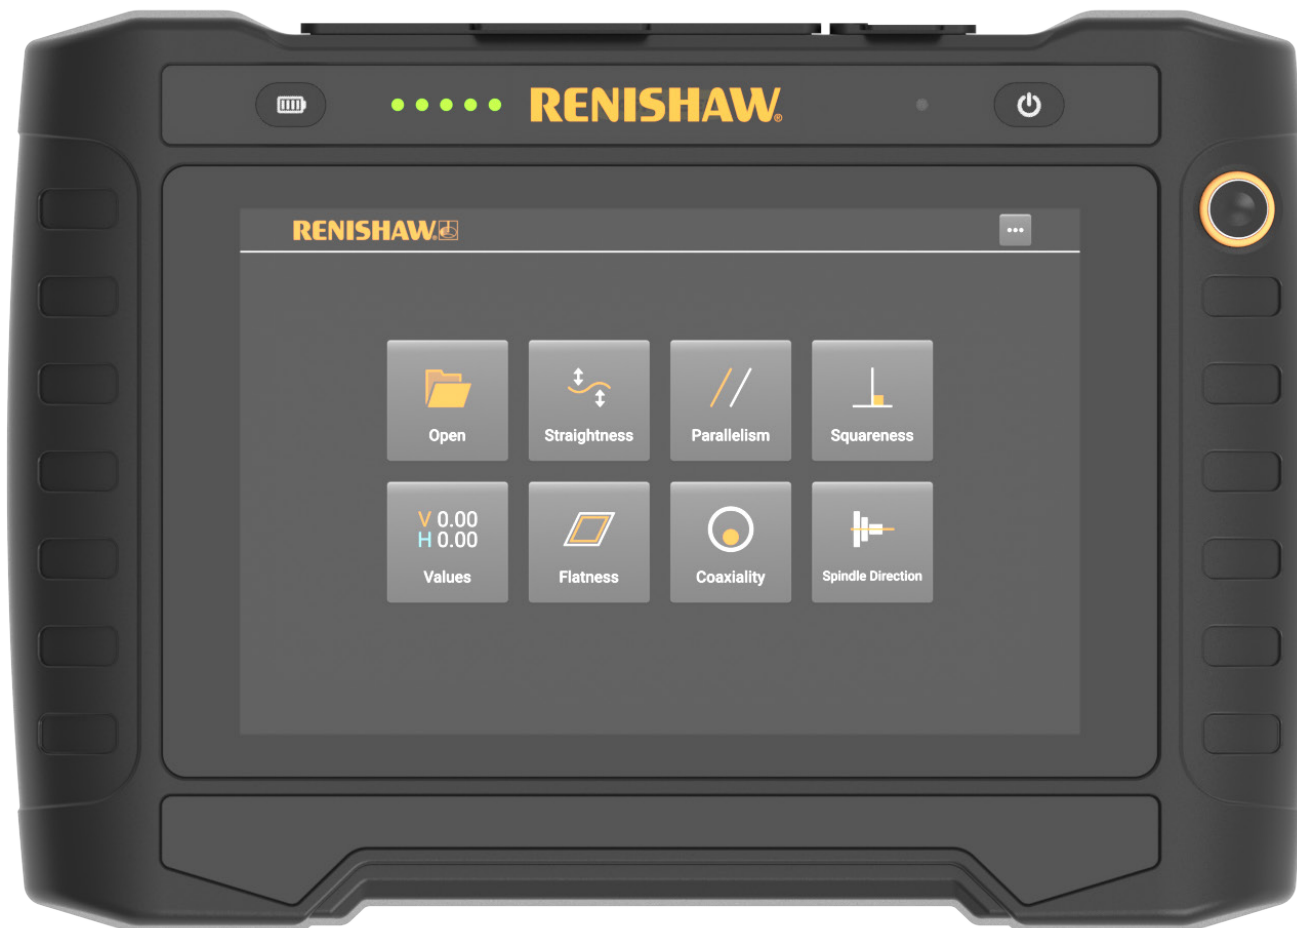 RENISHAW®
RENISHAW
Open
Straightness
Parallelism
Squareness
V 0.00
H 0.00
Values
Flatness
Coaxiality
Spindle Direction